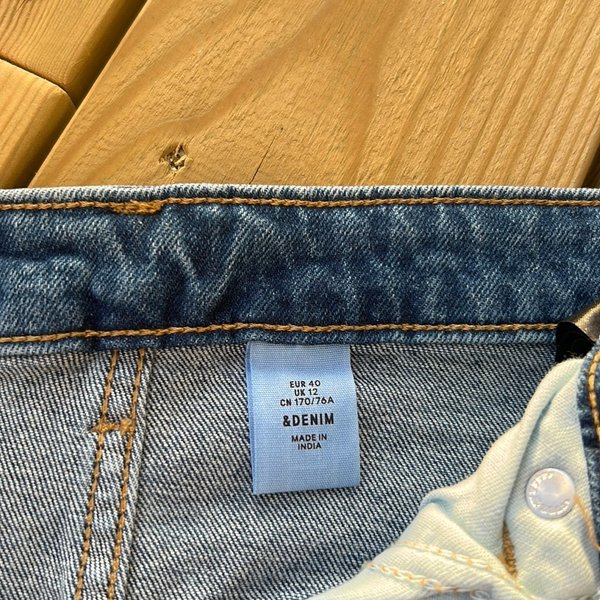 EUR 40
UK 12
CN 170/76A
&DENIM
MADE IN
INDIA